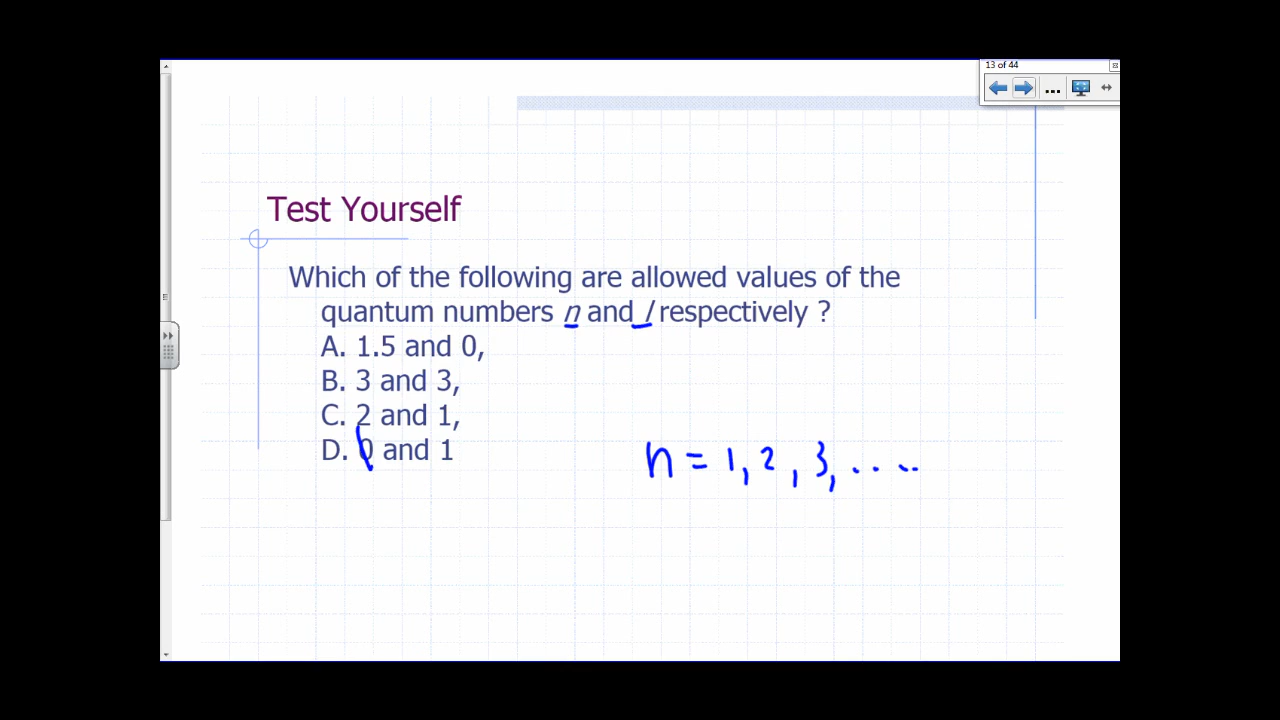 13 of 44
Test Yourself
Which of the following are allowed values of the
quantum numbers n and l respectively ?
A. 1.5 and 0,
B. 3 and 3,
C. 2 and 1,
D. 0 and 1
n = 1, 2, 3, .....